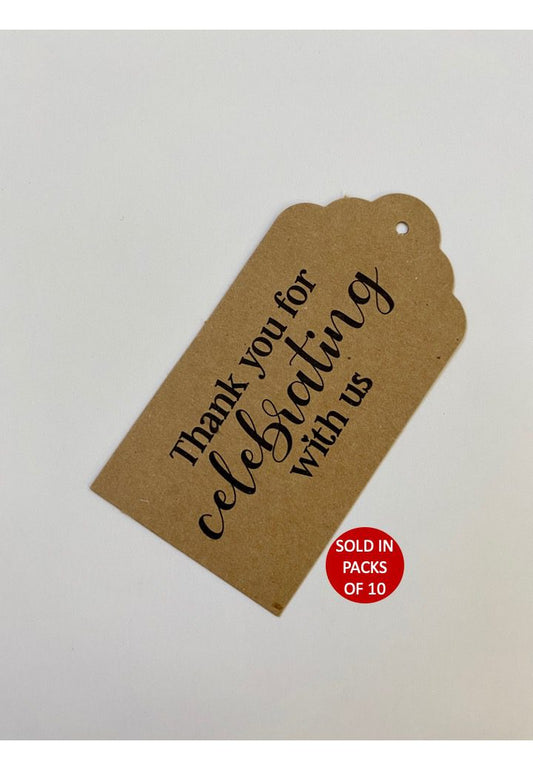 Thank you for
celebrating
with us
SOLD IN
PACKS
OF 10